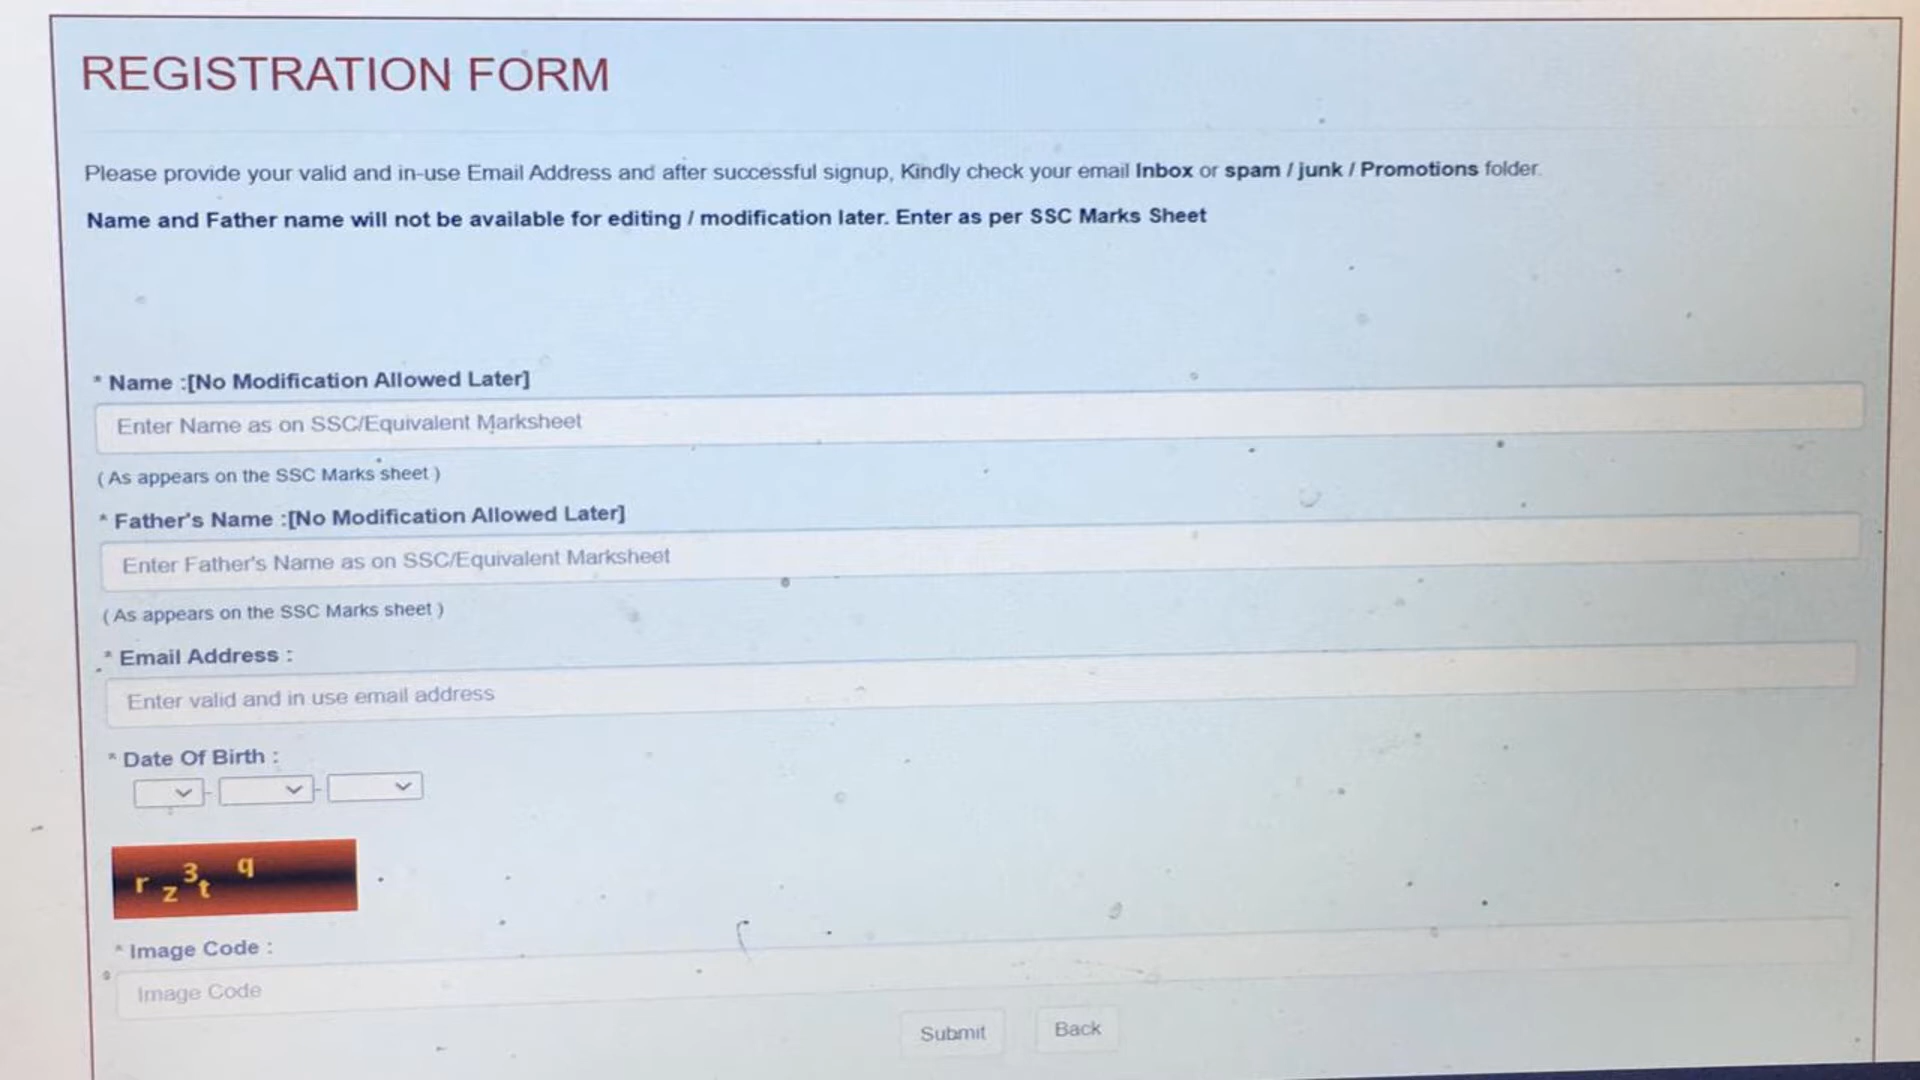 REGISTRATION FORM
Please provide your valid and in-use Email Address and after successful signup, Kindly check your email Inbox or spam / junk / Promotions folder.
Name and Father name will not be available for editing / modification later. Enter as per SSC Marks Sheet
* Name :[No Modification Allowed Later]
Enter Name as on SSC/Equivalent Marksheet
( As appears on the SSC Marks sheet )
* Father's Name :[No Modification Allowed Later]
Enter Father's Name as on SSC/Equivalent Marksheet
( As appears on the SSC Marks sheet )
* Email Address :
Enter valid and in use email address
* Date Of Birth :
r z 3 t q
* Image Code :
Image Code
Submit Back